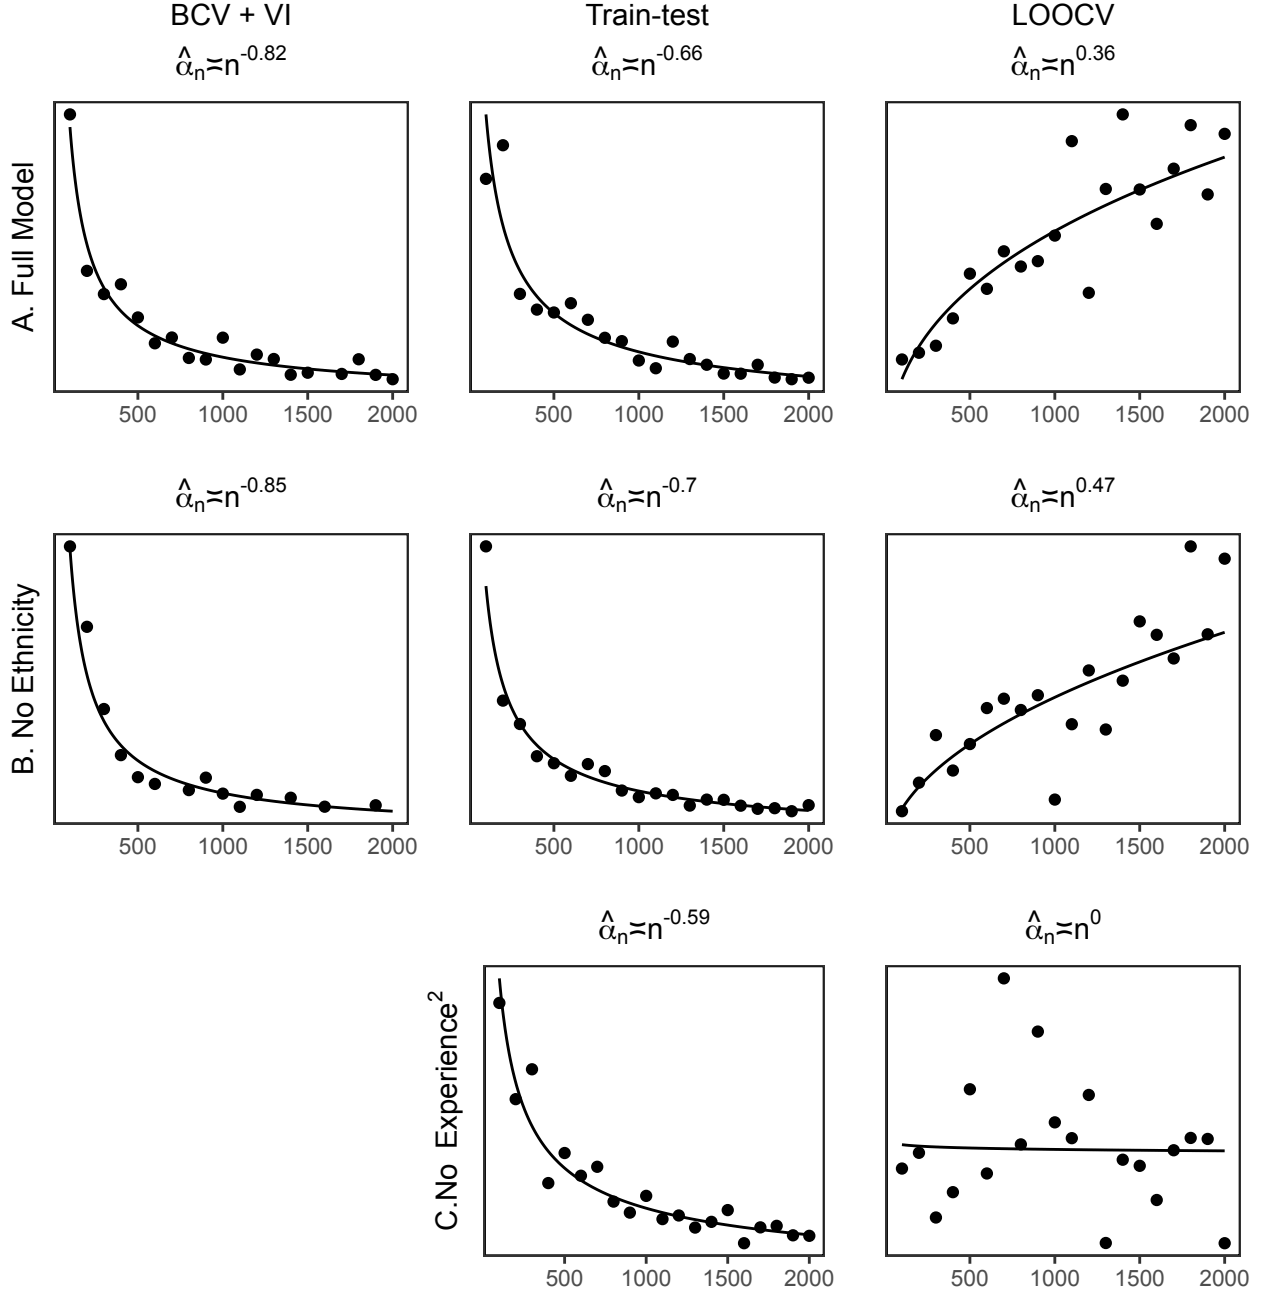 BCV + VI Train-test LOOCV
α̂ₙ≍n^-0.82 α̂ₙ≍n^-0.66 α̂ₙ≍n^0.36
A. Full Model
500 1000 1500 2000 500 1000 1500 2000 500 1000 1500 2000
α̂ₙ≍n^-0.85 α̂ₙ≍n^-0.7 α̂ₙ≍n^0.47
B. No Ethnicity
500 1000 1500 2000 500 1000 1500 2000 500 1000 1500 2000
α̂ₙ≍n^-0.59 α̂ₙ≍n^0
C.No Experience²
500 1000 1500 2000 500 1000 1500 2000